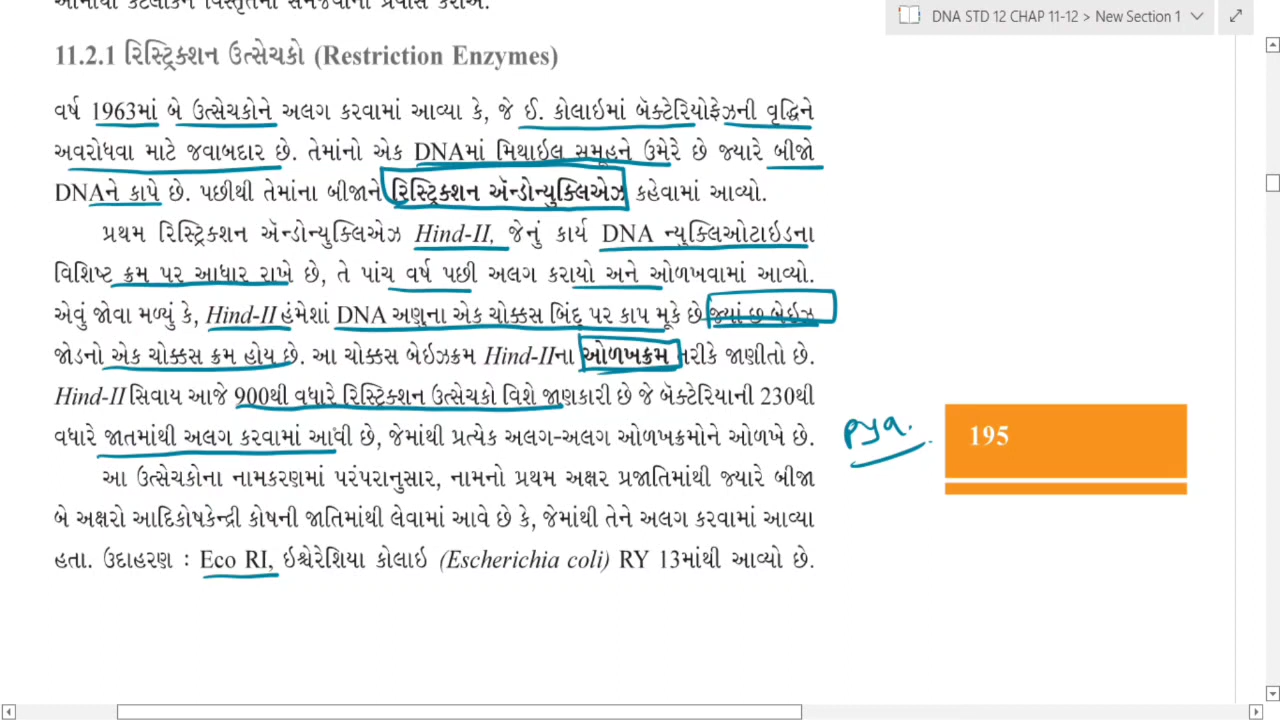 DNA STD 12 CHAP 11-12 > New Section 1
11.2.1 રિસ્ટ્રિક્શન ઉત્સેચકો (Restriction Enzymes)
વર્ષ 1963માં બે ઉત્સેચકોને અલગ કરવામાં આવ્યા કે, જે ઈ. કોલાઇમાં બૅક્ટેરિયોફેઝની વૃદ્ધિને
અવરોધવા માટે જવાબદાર છે. તેમાંનો એક DNAમાં મિથાઇલ સમૂહને ઉમેરે છે જ્યારે બીજો
DNAને કાપે છે. પછીથી તેમાંના બીજાને રિસ્ટ્રિક્શન ઍન્ડોન્યુક્લિએઝ કહેવામાં આવ્યો.
પ્રથમ રિસ્ટ્રિક્શન ઍન્ડોન્યુક્લિએઝ Hind-II, જેનું કાર્ય DNA ન્યુક્લિઓટાઇડના
વિશિષ્ટ ક્રમ પર આધાર રાખે છે, તે પાંચ વર્ષ પછી અલગ કરાયો અને ઓળખવામાં આવ્યો.
એવું જોવા મળ્યું કે, Hind-II હંમેશાં DNA અણુના એક ચોક્કસ બિંદુ પર કાપ મૂકે છે જ્યાં છ બેઇઝ
જોડનો એક ચોક્કસ ક્રમ હોય છે. આ ચોક્કસ બેઇઝક્રમ Hind-IIના ઓળખક્રમ તરીકે જાણીતો છે.
Hind-II સિવાય આજે 900થી વધારે રિસ્ટ્રિક્શન ઉત્સેચકો વિશે જાણકારી છે જે બૅક્ટેરિયાની 230થી
વધારે જાતમાંથી અલગ કરવામાં આવી છે, જેમાંથી પ્રત્યેક અલગ-અલગ ઓળખક્રમોને ઓળખે છે.
pya.
195
આ ઉત્સેચકોના નામકરણમાં પરંપરાનુસાર, નામનો પ્રથમ અક્ષર પ્રજાતિમાંથી જ્યારે બીજા
બે અક્ષરો આદિકોષકેન્દ્રી કોષની જાતિમાંથી લેવામાં આવે છે કે, જેમાંથી તેને અલગ કરવામાં આવ્યા
હતા. ઉદાહરણ : Eco RI, ઇશ્ચેરેશિયા કોલાઇ (Escherichia coli) RY 13માંથી આવ્યો છે.